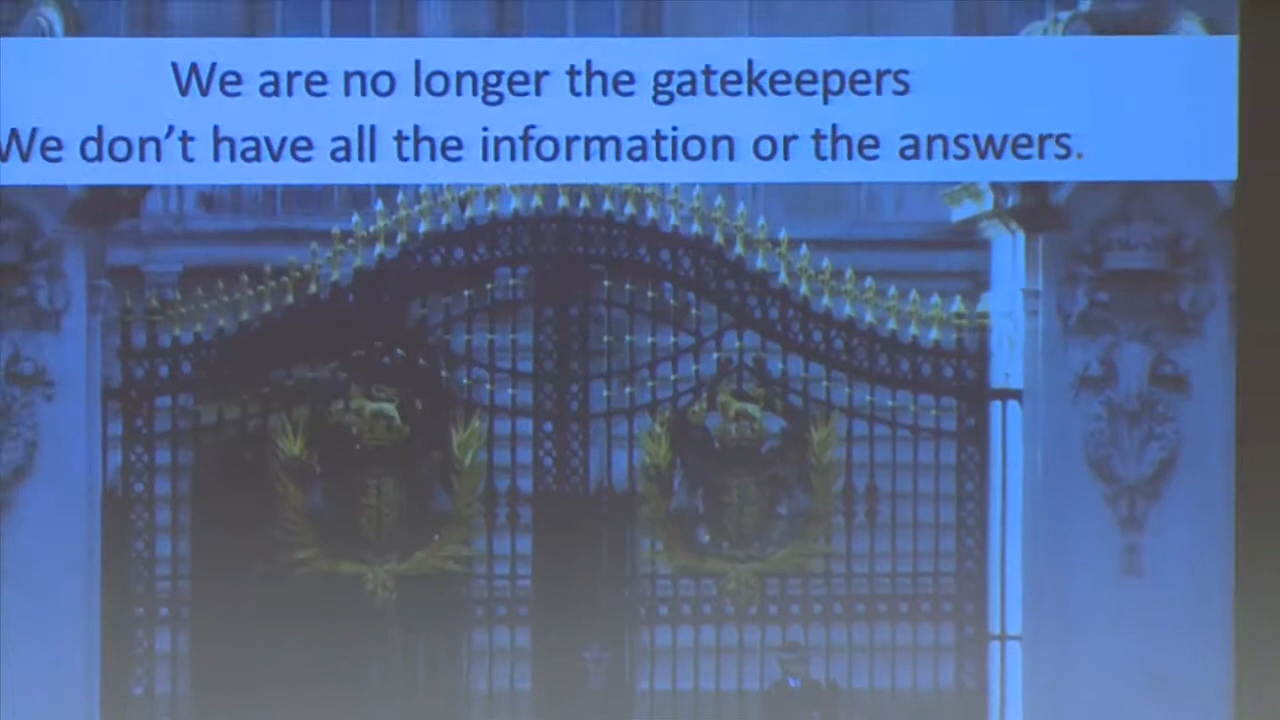 We are no longer the gatekeepers
We don't have all the information or the answers.